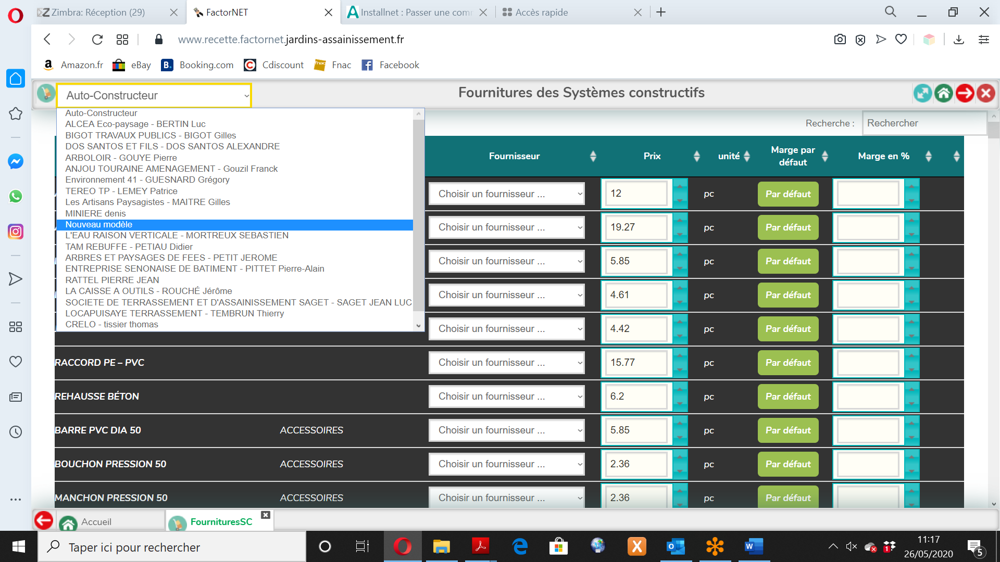 Zimbra: Réception (29)
FactorNET
Installnet : Passer une com
Accès rapide
www.recette.factornet.jardins-assainissement.fr
Amazon.fr
eBay
Booking.com
Cdiscount
Fnac
Facebook
Auto-Constructeur
Fournitures des Systèmes constructifs
Recherche :
Rechercher
Auto-Constructeur
ALCEA Eco-paysage - BERTIN Luc
BIGOT TRAVAUX PUBLICS - BIGOT Gilles
DOS SANTOS ET FILS - DOS SANTOS ALEXANDRE
ARBOLOIR - GOUYE Pierre
ANJOU TOURAINE AMENAGEMENT - Gouzil Franck
Environnement 41 - GUESNARD Grégory
TEREO TP - LEMEY Patrice
Les Artisans Paysagistes - MAITRE Gilles
MINIERE denis
Nouveau modèle
L'EAU RAISON VERTICALE - MORTREUX SEBASTIEN
TAM REBUFFE - PETIAU Didier
ARBRES ET PAYSAGES DE FEES - PETIT JEROME
ENTREPRISE SENONAISE DE BATIMENT - PITTET Pierre-Alain
RATTEL PIERRE JEAN
LA CAISSE A OUTILS - ROUCHÉ Jérôme
SOCIETE DE TERRASSEMENT ET D'ASSAINISSEMENT SAGET - SAGET JEAN LUC
LOCAPUISAYE TERRASSEMENT - TEMBRUN Thierry
CRELO - tissier thomas
Fournisseur Prix unité Marge par défaut Marge en %
Choisir un fournisseur ... 12 pc Par défaut
Choisir un fournisseur ... 19.27 pc Par défaut
Choisir un fournisseur ... 5.85 pc Par défaut
Choisir un fournisseur ... 4.61 pc Par défaut
Choisir un fournisseur ... 4.42 pc Par défaut
RACCORD PE – PVC Choisir un fournisseur ... 15.77 pc Par défaut
REHAUSSE BÉTON Choisir un fournisseur ... 6.2 pc Par défaut
BARRE PVC DIA 50 ACCESSOIRES Choisir un fournisseur ... 5.85 pc Par défaut
BOUCHON PRESSION 50 ACCESSOIRES Choisir un fournisseur ... 2.36 pc Par défaut
MANCHON PRESSION 50 ACCESSOIRES Choisir un fournisseur ... 2.36 pc Par défaut
Accueil
FournituresSC
Taper ici pour rechercher
11:17
26/05/2020
5